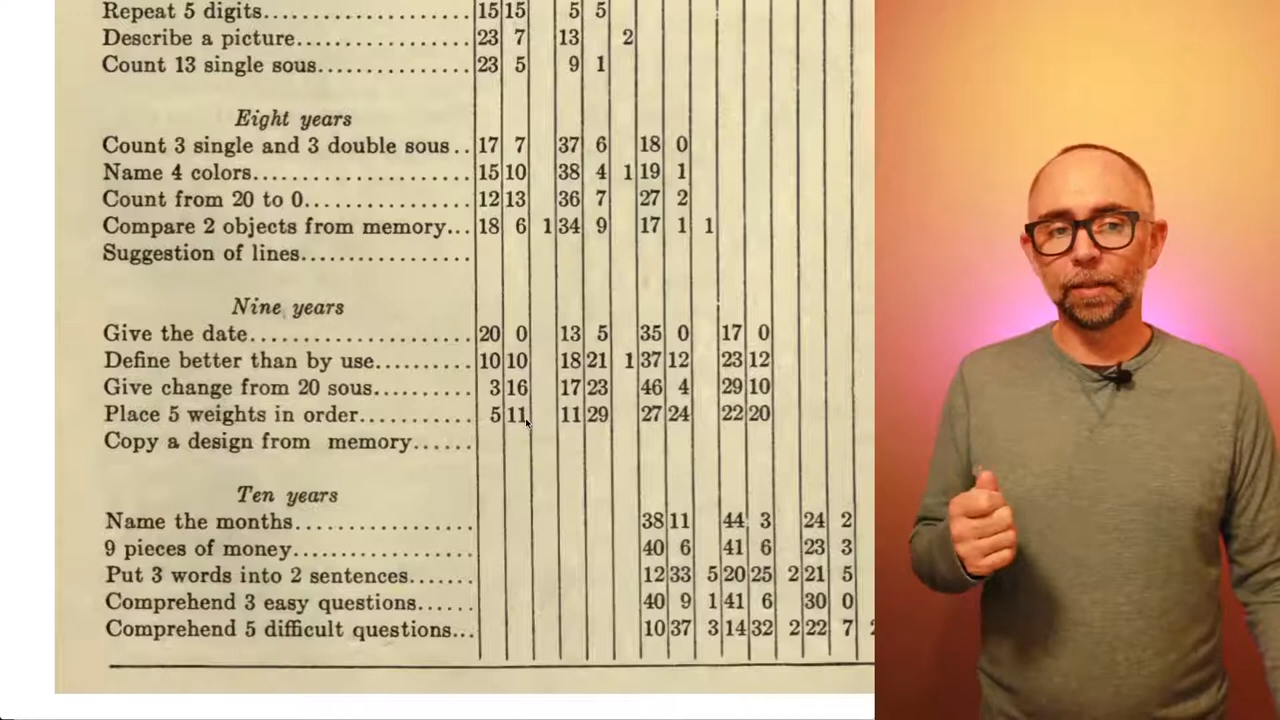 Repeat 5 digits.................. 15 15 5 5
Describe a picture................ 23 7 13 2
Count 13 single sous............... 23 5 9 1
Eight years
Count 3 single and 3 double sous.. 17 7 37 6 18 0
Name 4 colors..................... 15 10 38 4 1 19 1
Count from 20 to 0................ 12 13 36 7 27 2
Compare 2 objects from memory... 18 6 1 34 9 17 1 1
Suggestion of lines................
Nine years
Give the date..................... 20 0 13 5 35 0 17 0
Define better than by use.......... 10 10 18 21 1 37 12 23 12
Give change from 20 sous.......... 3 16 17 23 46 4 29 10
Place 5 weights in order........... 5 11 11 29 27 24 22 20
Copy a design from memory......
Ten years
Name the months.................. 38 11 44 3 24 2
9 pieces of money................. 40 6 41 6 23 3
Put 3 words into 2 sentences....... 12 33 5 20 25 2 21 5
Comprehend 3 easy questions...... 40 9 1 41 6 30 0
Comprehend 5 difficult questions... 10 37 3 14 32 2 22 7